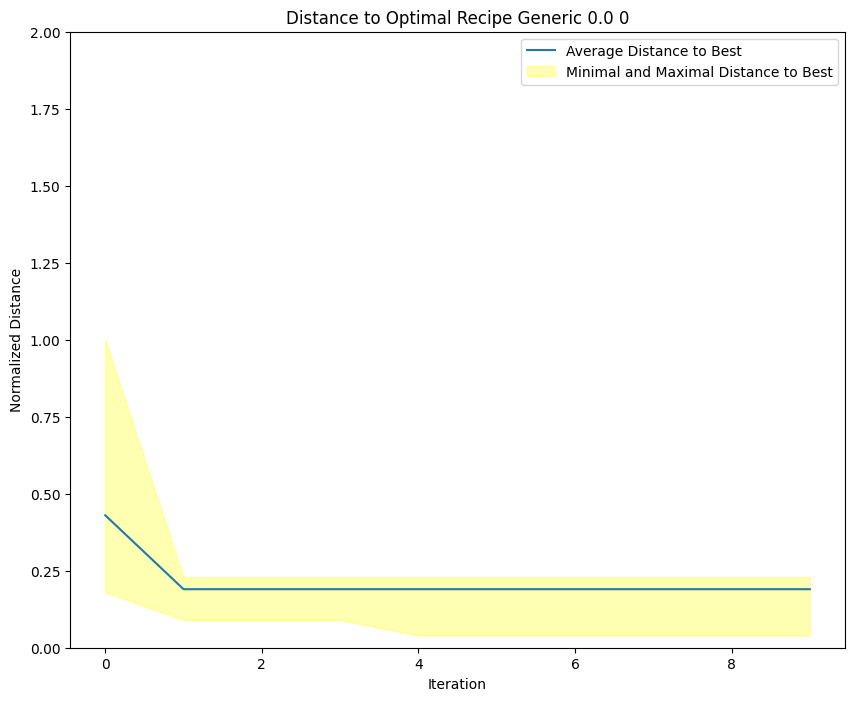 Distance to Optimal Recipe Generic 0.0 0
Average Distance to Best
Minimal and Maximal Distance to Best
Normalized Distance
2.00
1.75
1.50
1.25
1.00
0.75
0.50
0.25
0.00
0
2
4
6
8
Iteration